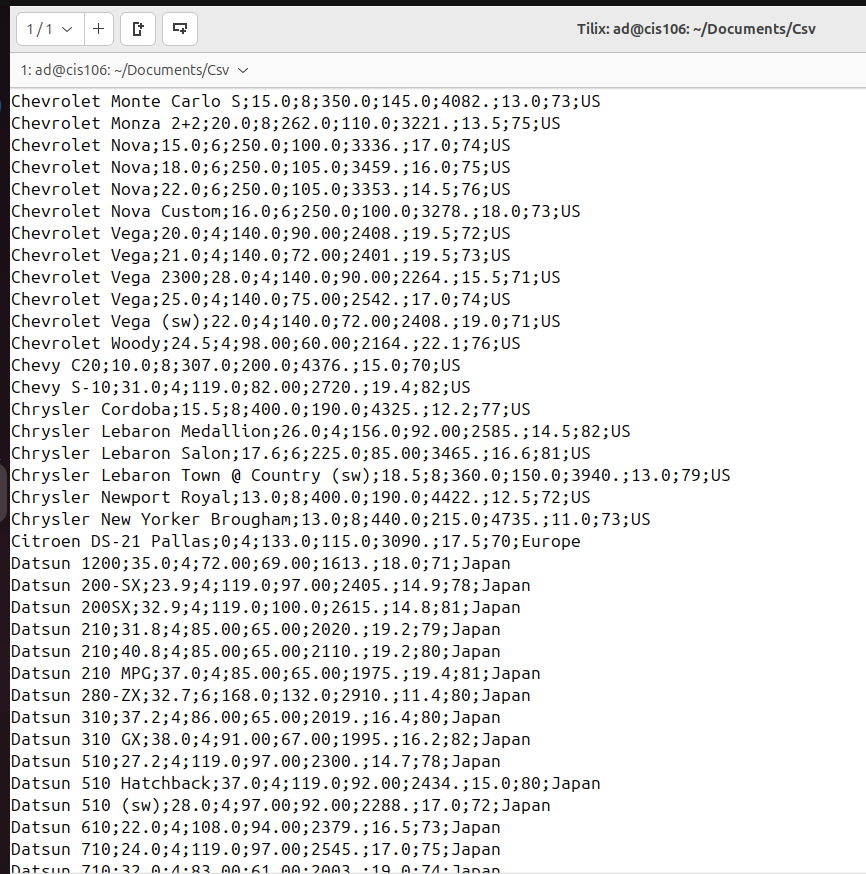 1 / 1
Tilix: ad@cis106: ~/Documents/Csv
1: ad@cis106: ~/Documents/Csv
Chevrolet Monte Carlo S;15.0;8;350.0;145.0;4082.;13.0;73;US
Chevrolet Monza 2+2;20.0;8;262.0;110.0;3221.;13.5;75;US
Chevrolet Nova;15.0;6;250.0;100.0;3336.;17.0;74;US
Chevrolet Nova;18.0;6;250.0;105.0;3459.;16.0;75;US
Chevrolet Nova;22.0;6;250.0;105.0;3353.;14.5;76;US
Chevrolet Nova Custom;16.0;6;250.0;100.0;3278.;18.0;73;US
Chevrolet Vega;20.0;4;140.0;90.00;2408.;19.5;72;US
Chevrolet Vega;21.0;4;140.0;72.00;2401.;19.5;73;US
Chevrolet Vega 2300;28.0;4;140.0;90.00;2264.;15.5;71;US
Chevrolet Vega;25.0;4;140.0;75.00;2542.;17.0;74;US
Chevrolet Vega (sw);22.0;4;140.0;72.00;2408.;19.0;71;US
Chevrolet Woody;24.5;4;98.00;60.00;2164.;22.1;76;US
Chevy C20;10.0;8;307.0;200.0;4376.;15.0;70;US
Chevy S-10;31.0;4;119.0;82.00;2720.;19.4;82;US
Chrysler Cordoba;15.5;8;400.0;190.0;4325.;12.2;77;US
Chrysler Lebaron Medallion;26.0;4;156.0;92.00;2585.;14.5;82;US
Chrysler Lebaron Salon;17.6;6;225.0;85.00;3465.;16.6;81;US
Chrysler Lebaron Town @ Country (sw);18.5;8;360.0;150.0;3940.;13.0;79;US
Chrysler Newport Royal;13.0;8;400.0;190.0;4422.;12.5;72;US
Chrysler New Yorker Brougham;13.0;8;440.0;215.0;4735.;11.0;73;US
Citroen DS-21 Pallas;0;4;133.0;115.0;3090.;17.5;70;Europe
Datsun 1200;35.0;4;72.00;69.00;1613.;18.0;71;Japan
Datsun 200-SX;23.9;4;119.0;97.00;2405.;14.9;78;Japan
Datsun 200SX;32.9;4;119.0;100.0;2615.;14.8;81;Japan
Datsun 210;31.8;4;85.00;65.00;2020.;19.2;79;Japan
Datsun 210;40.8;4;85.00;65.00;2110.;19.2;80;Japan
Datsun 210 MPG;37.0;4;85.00;65.00;1975.;19.4;81;Japan
Datsun 280-ZX;32.7;6;168.0;132.0;2910.;11.4;80;Japan
Datsun 310;37.2;4;86.00;65.00;2019.;16.4;80;Japan
Datsun 310 GX;38.0;4;91.00;67.00;1995.;16.2;82;Japan
Datsun 510;27.2;4;119.0;97.00;2300.;14.7;78;Japan
Datsun 510 Hatchback;37.0;4;119.0;92.00;2434.;15.0;80;Japan
Datsun 510 (sw);28.0;4;97.00;92.00;2288.;17.0;72;Japan
Datsun 610;22.0;4;108.0;94.00;2379.;16.5;73;Japan
Datsun 710;24.0;4;119.0;97.00;2545.;17.0;75;Japan
Datsun 710;32.0;4;83.00;61.00;2003.;19.0;74;Japan